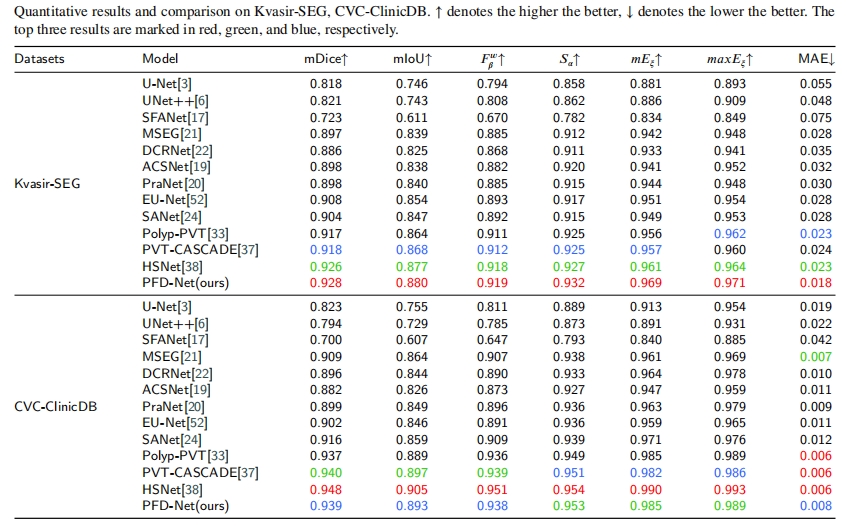 Quantitative results and comparison on Kvasir-SEG, CVC-ClinicDB. ↑ denotes the higher the better, ↓ denotes the lower the better. The
top three results are marked in red, green, and blue, respectively.
Datasets Model mDice↑ mIoU↑ F_β^w↑ S_α↑ mE_ξ↑ maxE_ξ↑ MAE↓
U-Net[3] 0.818 0.746 0.794 0.858 0.881 0.893 0.055
UNet++[6] 0.821 0.743 0.808 0.862 0.886 0.909 0.048
SFANet[17] 0.723 0.611 0.670 0.782 0.834 0.849 0.075
MSEG[21] 0.897 0.839 0.885 0.912 0.942 0.948 0.028
DCRNet[22] 0.886 0.825 0.868 0.911 0.933 0.941 0.035
ACSNet[19] 0.898 0.838 0.882 0.920 0.941 0.952 0.032
Kvasir-SEG PraNet[20] 0.898 0.840 0.885 0.915 0.944 0.948 0.030
EU-Net[52] 0.908 0.854 0.893 0.917 0.951 0.954 0.028
SANet[24] 0.904 0.847 0.892 0.915 0.949 0.953 0.028
Polyp-PVT[33] 0.917 0.864 0.911 0.925 0.956 0.962 0.023
PVT-CASCADE[37] 0.918 0.868 0.912 0.925 0.957 0.960 0.024
HSNet[38] 0.926 0.877 0.918 0.927 0.961 0.964 0.023
PFD-Net(ours) 0.928 0.880 0.919 0.932 0.969 0.971 0.018
U-Net[3] 0.823 0.755 0.811 0.889 0.913 0.954 0.019
UNet++[6] 0.794 0.729 0.785 0.873 0.891 0.931 0.022
SFANet[17] 0.700 0.607 0.647 0.793 0.840 0.885 0.042
MSEG[21] 0.909 0.864 0.907 0.938 0.961 0.969 0.007
DCRNet[22] 0.896 0.844 0.890 0.933 0.964 0.978 0.010
ACSNet[19] 0.882 0.826 0.873 0.927 0.947 0.959 0.011
CVC-ClinicDB PraNet[20] 0.899 0.849 0.896 0.936 0.963 0.979 0.009
EU-Net[52] 0.902 0.846 0.891 0.936 0.959 0.965 0.011
SANet[24] 0.916 0.859 0.909 0.939 0.971 0.976 0.012
Polyp-PVT[33] 0.937 0.889 0.936 0.949 0.985 0.989 0.006
PVT-CASCADE[37] 0.940 0.897 0.939 0.951 0.982 0.986 0.006
HSNet[38] 0.948 0.905 0.951 0.954 0.990 0.993 0.006
PFD-Net(ours) 0.939 0.893 0.938 0.953 0.985 0.989 0.008